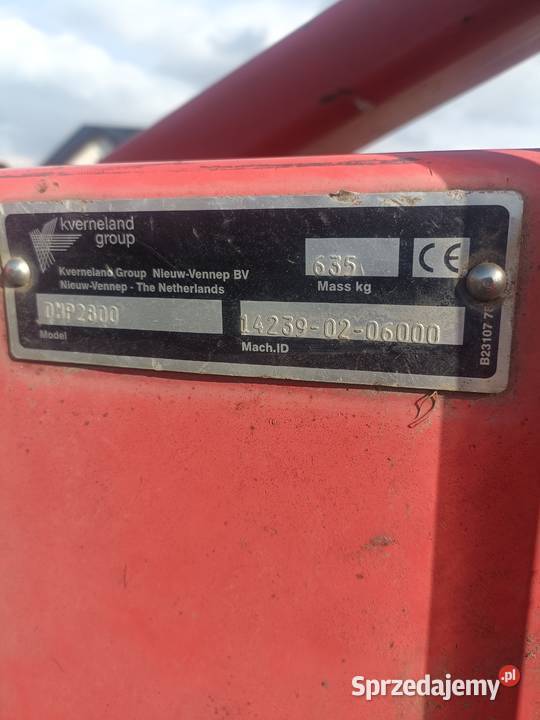 kverneland
group
Kverneland Group Nieuw-Vennep BV
Nieuw-Vennep - The Netherlands
635
Mass kg
CE
DMP2800
Model
14239-02-06000
Mach.ID
Sprzedajemy.pl